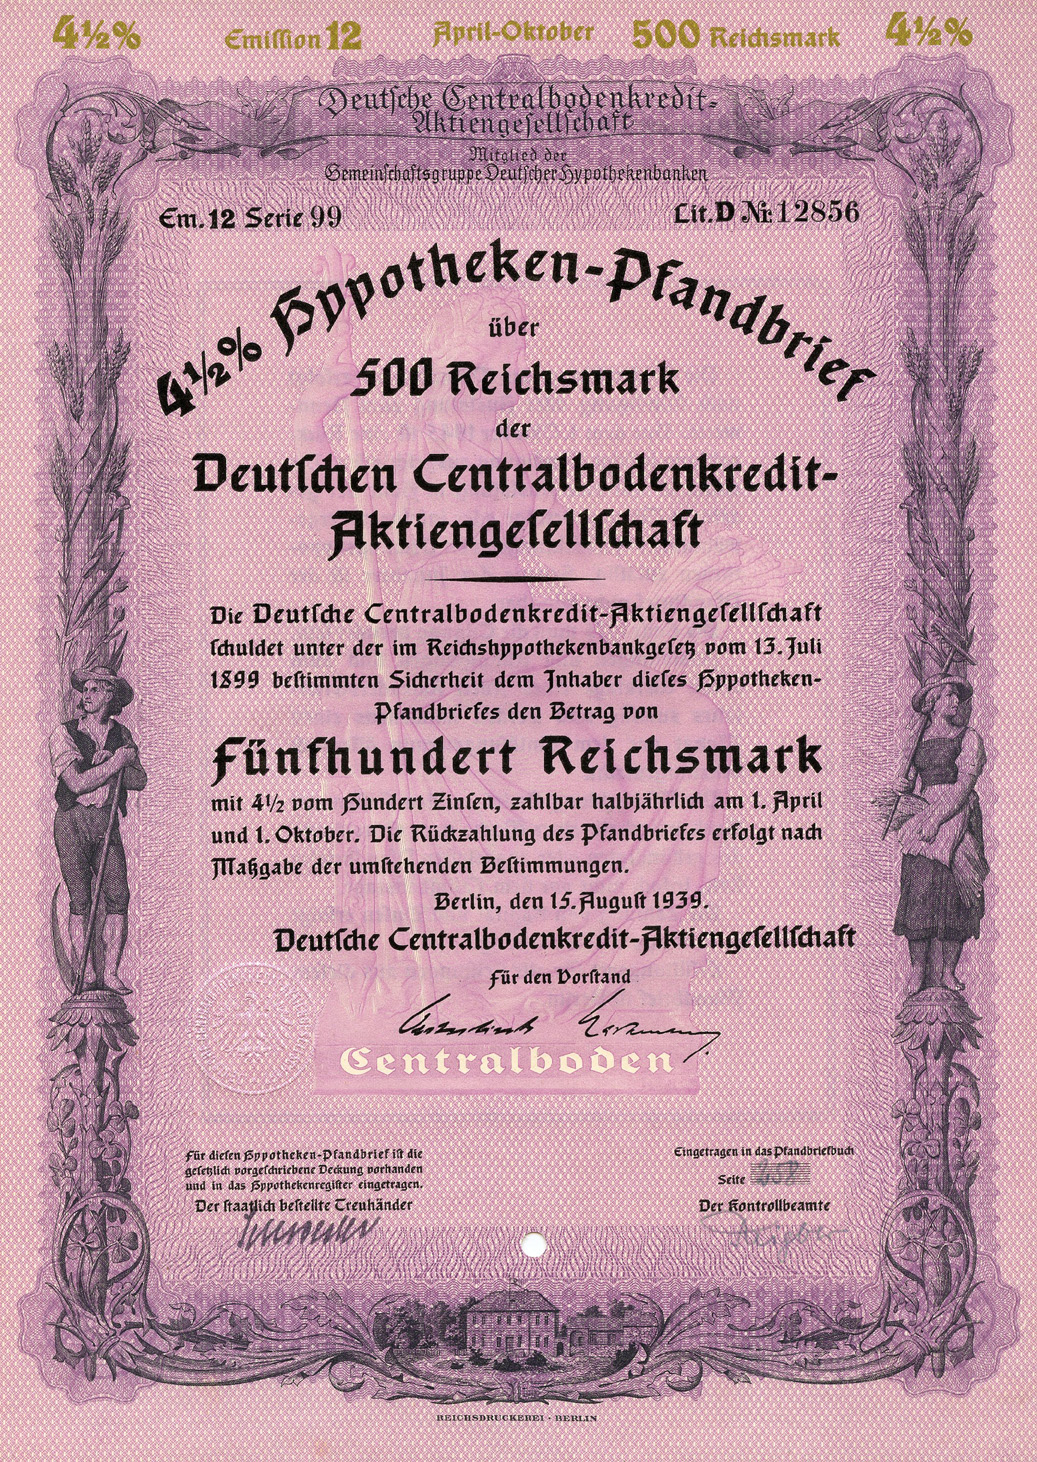 4½% Emission 12 April-Oktober 500 Reichsmark 4½%
Deutsche Centralbodenkredit-
Aktiengesellschaft
Mitglied der
Gemeinschaftsgruppe Deutscher Hypothekenbanken
Em. 12 Serie 99 Lit. D Nr. 12856
4½% Hypotheken-Pfandbrief
über
500 Reichsmark
der
Deutschen Centralbodenkredit-
Aktiengesellschaft
Die Deutsche Centralbodenkredit-Aktiengesellschaft
schuldet unter der im Reichshypothekenbankgesetz vom 13. Juli
1899 bestimmten Sicherheit dem Inhaber dieses Hypotheken-
Pfandbriefes den Betrag von
Fünfhundert Reichsmark
mit 4½ vom Hundert Zinsen, zahlbar halbjährlich am 1. April
und 1. Oktober. Die Rückzahlung des Pfandbriefes erfolgt nach
Maßgabe der umstehenden Bestimmungen.
Berlin, den 15. August 1939.
Deutsche Centralbodenkredit-Aktiengesellschaft
Für den Vorstand
Centralboden
Für diesen Hypotheken-Pfandbrief ist die
gesetzlich vorgeschriebene Deckung vorhanden
und in das Hypothekenregister eingetragen.
Der staatlich bestellte Treuhänder
Eingetragen in das Pfandbriefbuch
Seite
Der Kontrollbeamte
REICHSDRUCKEREI · BERLIN